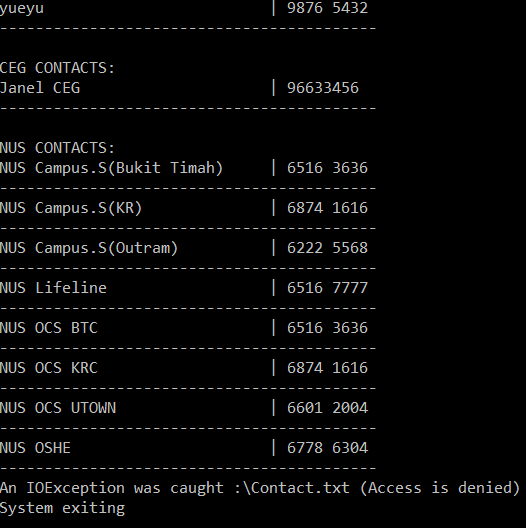 yueyu | 9876 5432
------------------------------------------
CEG CONTACTS:
Janel CEG | 96633456
------------------------------------------
NUS CONTACTS:
NUS Campus.S(Bukit Timah) | 6516 3636
------------------------------------------
NUS Campus.S(KR) | 6874 1616
------------------------------------------
NUS Campus.S(Outram) | 6222 5568
------------------------------------------
NUS Lifeline | 6516 7777
------------------------------------------
NUS OCS BTC | 6516 3636
------------------------------------------
NUS OCS KRC | 6874 1616
------------------------------------------
NUS OCS UTOWN | 6601 2004
------------------------------------------
NUS OSHE | 6778 6304
------------------------------------------
An IOException was caught :\Contact.txt (Access is denied)
System exiting